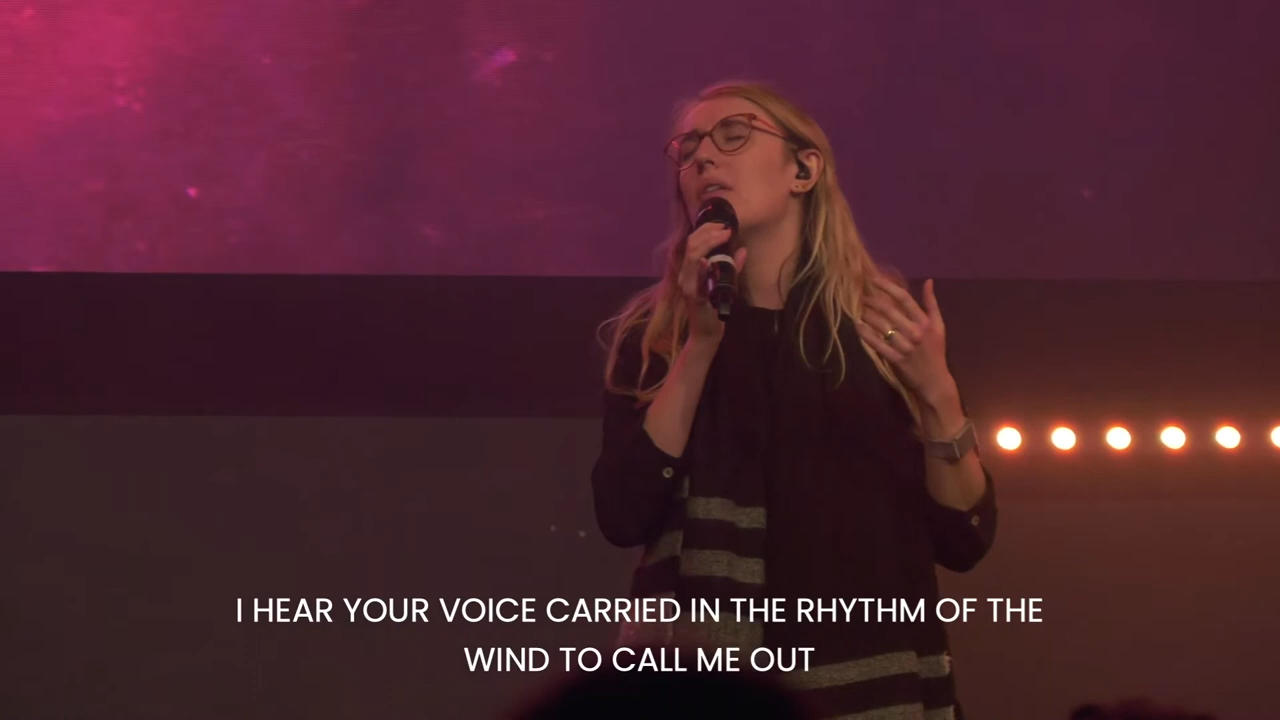 I HEAR YOUR VOICE CARRIED IN THE RHYTHM OF THE
WIND TO CALL ME OUT